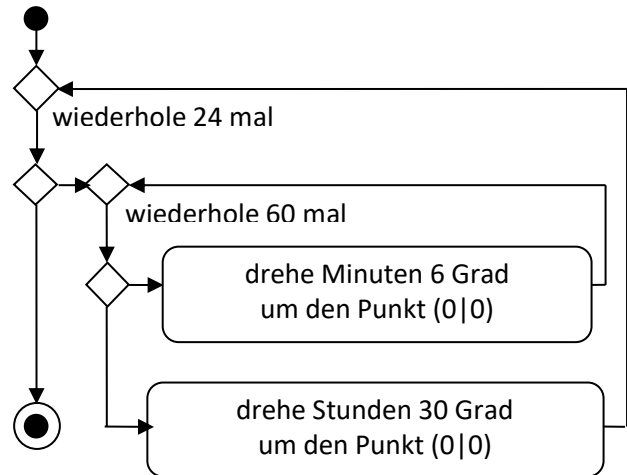 wiederhole 24 mal
wiederhole 60 mal
drehe Minuten 6 Grad
um den Punkt (0|0)
drehe Stunden 30 Grad
um den Punkt (0|0)